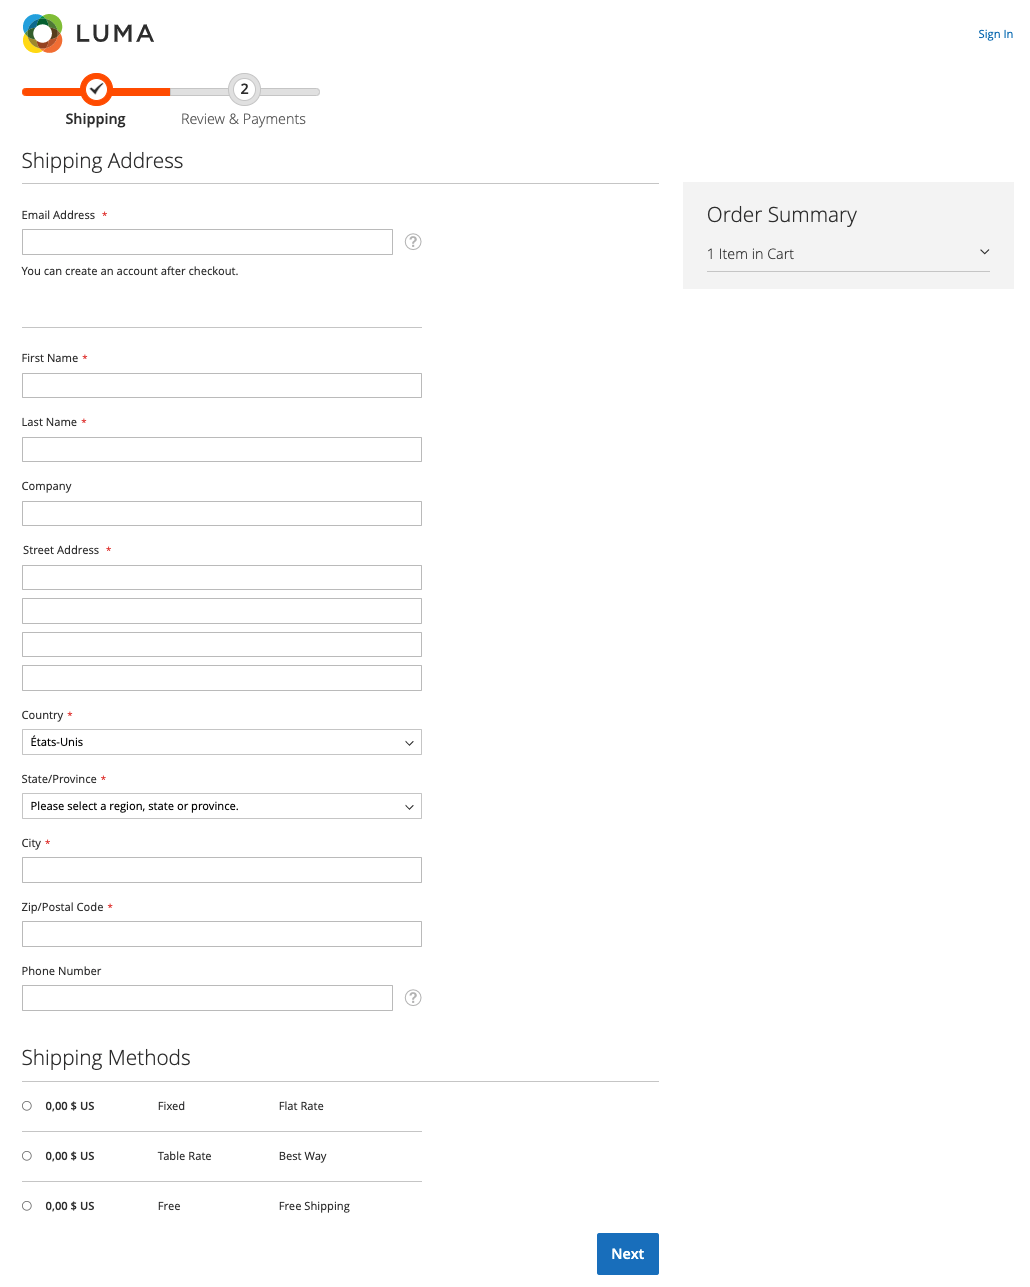 LUMA
Sign In
2
Shipping
Review & Payments
Shipping Address
Email Address *
?
You can create an account after checkout.
Order Summary
1 Item in Cart
First Name *
Last Name *
Company
Street Address *
Country *
États-Unis
State/Province *
Please select a region, state or province.
City *
Zip/Postal Code *
Phone Number
?
Shipping Methods
0,00 $ US Fixed Flat Rate
0,00 $ US Table Rate Best Way
0,00 $ US Free Free Shipping
Next